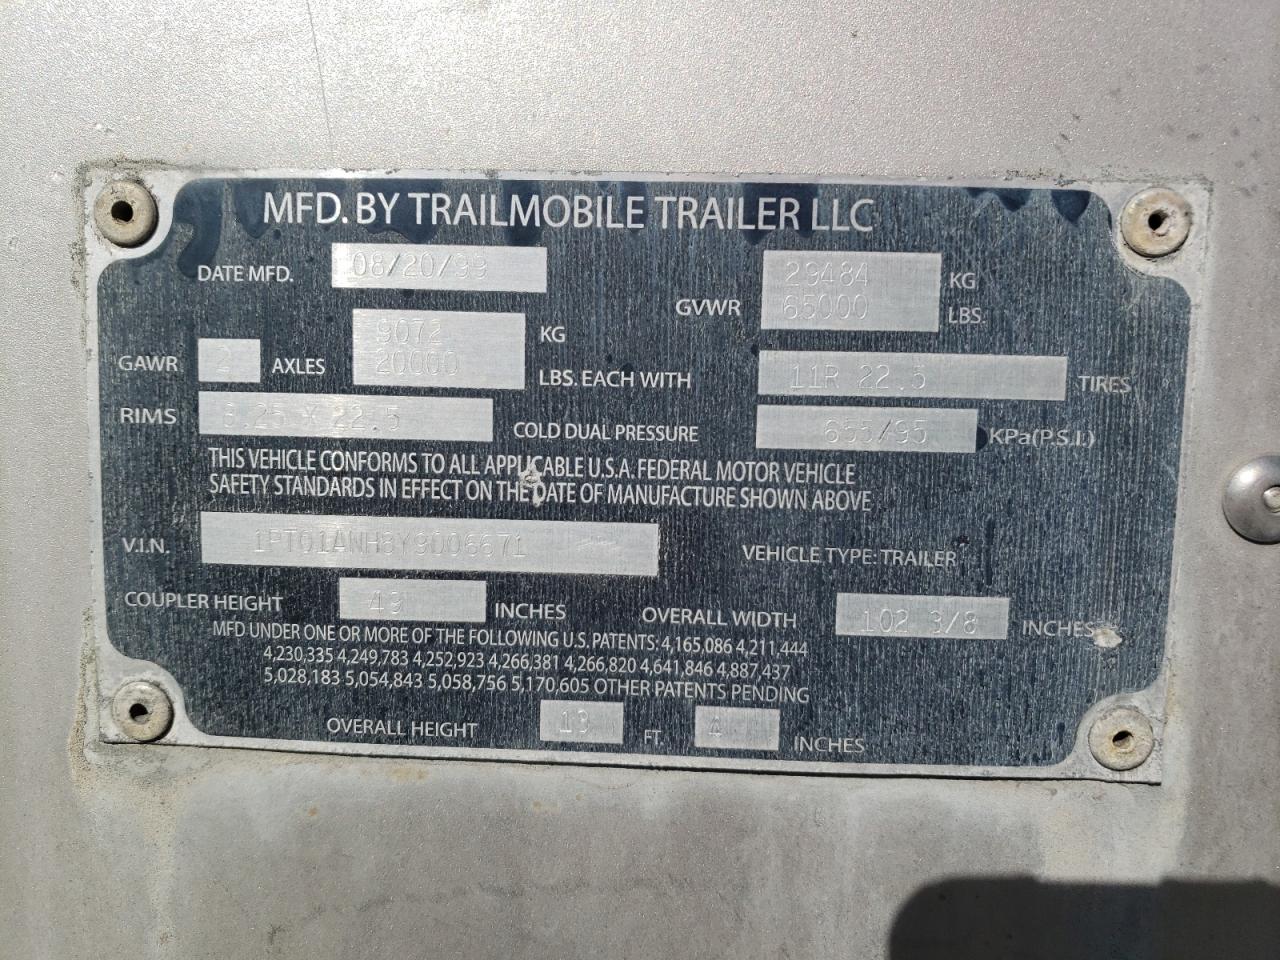 MFD. BY TRAILMOBILE TRAILER LLC
DATE MFD. 08/20/99
GVWR 29484 KG
65000 LBS.
GAWR 2 AXLES 9072 KG
20000 LBS. EACH WITH 11R 22.5 TIRES
RIMS 8.25 X 22.5 COLD DUAL PRESSURE 655/95 KPa(P.S.I.)
THIS VEHICLE CONFORMS TO ALL APPLICABLE U.S.A. FEDERAL MOTOR VEHICLE
SAFETY STANDARDS IN EFFECT ON THE DATE OF MANUFACTURE SHOWN ABOVE
V.I.N. 1PT01ANH8Y9006671 VEHICLE TYPE: TRAILER
COUPLER HEIGHT 49 INCHES OVERALL WIDTH 102 3/8 INCHES
MFD. UNDER ONE OR MORE OF THE FOLLOWING U.S. PATENTS: 4,165,086 4,211,444
4,230,335 4,249,783 4,252,923 4,266,381 4,266,820 4,641,846 4,887,437
5,028,183 5,054,843 5,058,756 5,170,605 OTHER PATENTS PENDING
OVERALL HEIGHT 13 FT. 4 INCHES